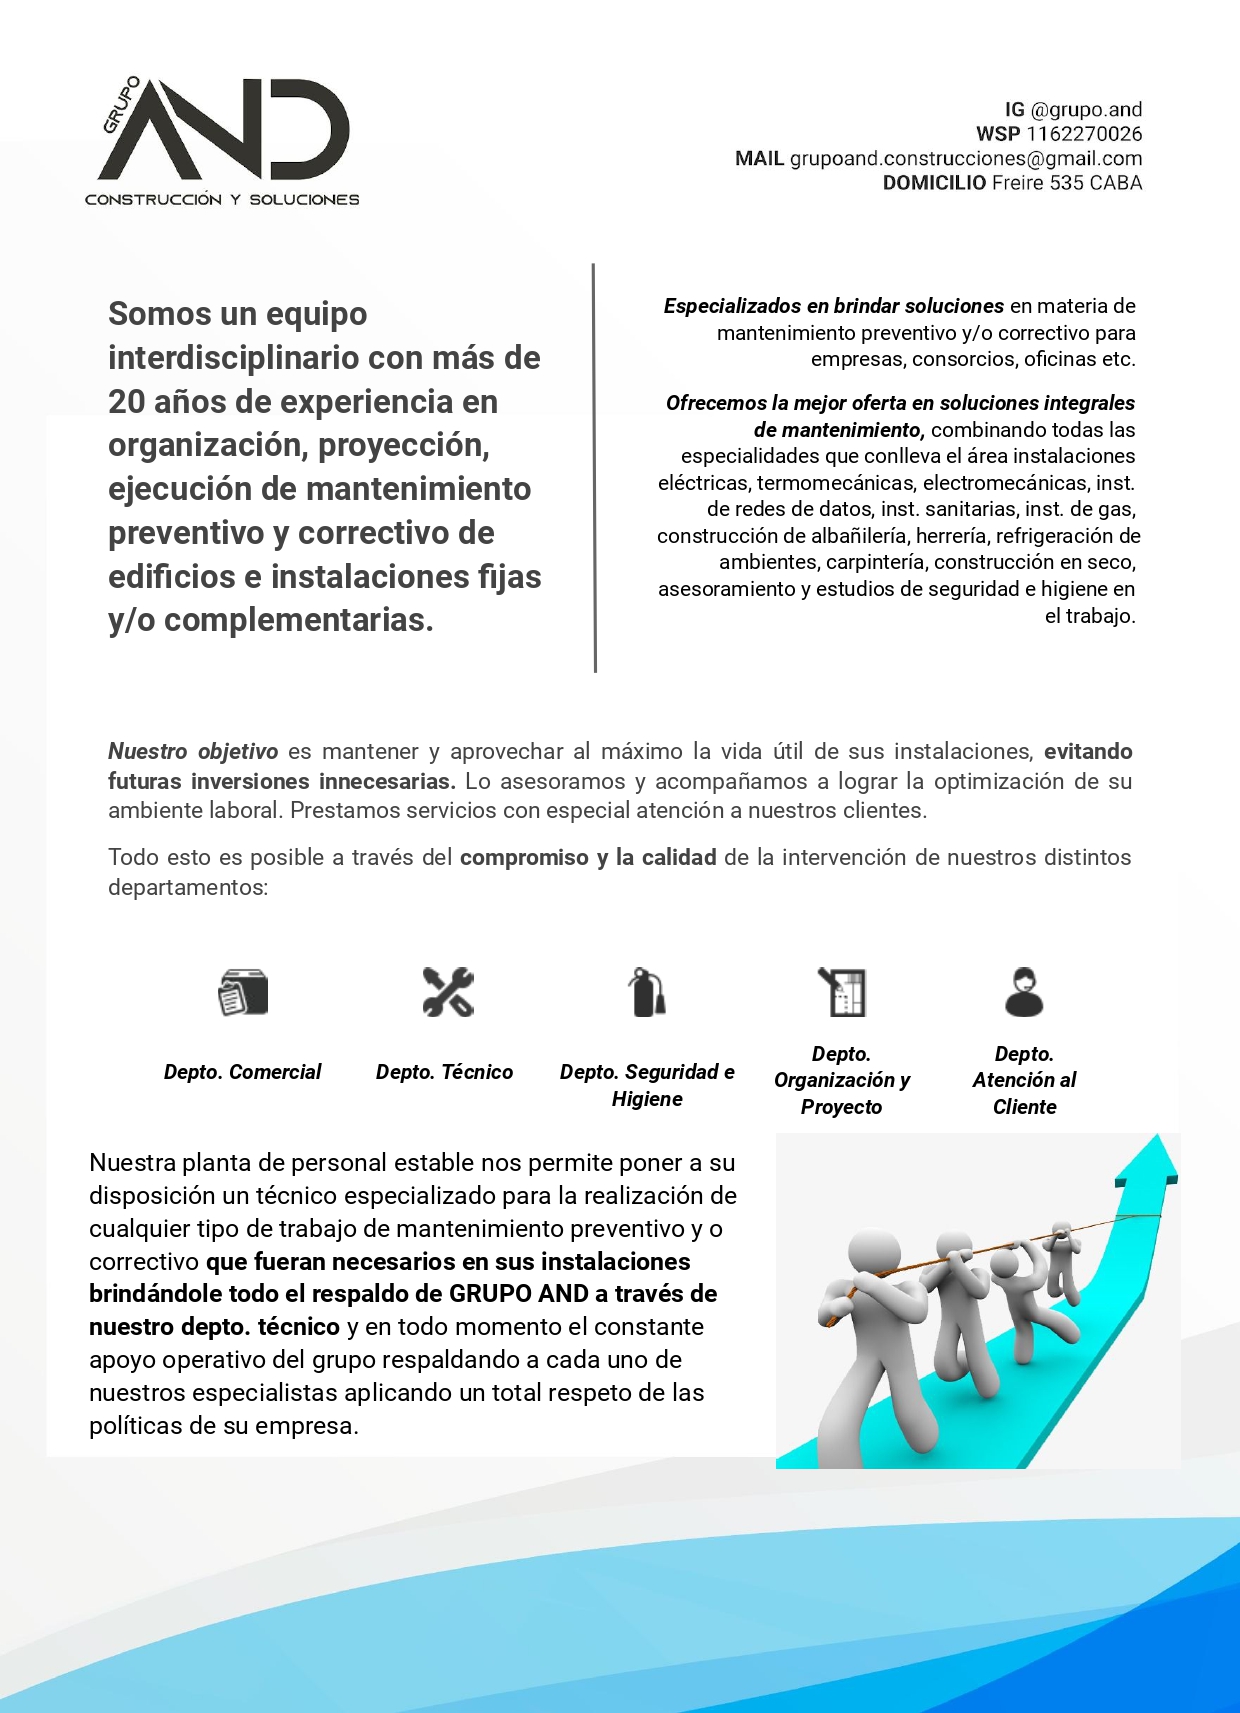 GRUPO
AND
CONSTRUCCIÓN Y SOLUCIONES
IG @grupo.and
WSP 1162270026
MAIL grupoand.construcciones@gmail.com
DOMICILIO Freire 535 CABA
Somos un equipo
interdisciplinario con más de
20 años de experiencia en
organización, proyección,
ejecución de mantenimiento
preventivo y correctivo de
edificios e instalaciones fijas
y/o complementarias.
Especializados en brindar soluciones en materia de
mantenimiento preventivo y/o correctivo para
empresas, consorcios, oficinas etc.
Ofrecemos la mejor oferta en soluciones integrales
de mantenimiento, combinando todas las
especialidades que conlleva el área instalaciones
eléctricas, termomecánicas, electromecánicas, inst.
de redes de datos, inst. sanitarias, inst. de gas,
construcción de albañilería, herrería, refrigeración de
ambientes, carpintería, construcción en seco,
asesoramiento y estudios de seguridad e higiene en
el trabajo.
Nuestro objetivo es mantener y aprovechar al máximo la vida útil de sus instalaciones, evitando
futuras inversiones innecesarias. Lo asesoramos y acompañamos a lograr la optimización de su
ambiente laboral. Prestamos servicios con especial atención a nuestros clientes.
Todo esto es posible a través del compromiso y la calidad de la intervención de nuestros distintos
departamentos:
Depto. Comercial
Depto. Técnico
Depto. Seguridad e
Higiene
Depto.
Organización y
Proyecto
Depto.
Atención al
Cliente
Nuestra planta de personal estable nos permite poner a su
disposición un técnico especializado para la realización de
cualquier tipo de trabajo de mantenimiento preventivo y o
correctivo que fueran necesarios en sus instalaciones
brindándole todo el respaldo de GRUPO AND a través de
nuestro depto. técnico y en todo momento el constante
apoyo operativo del grupo respaldando a cada uno de
nuestros especialistas aplicando un total respeto de las
políticas de su empresa.